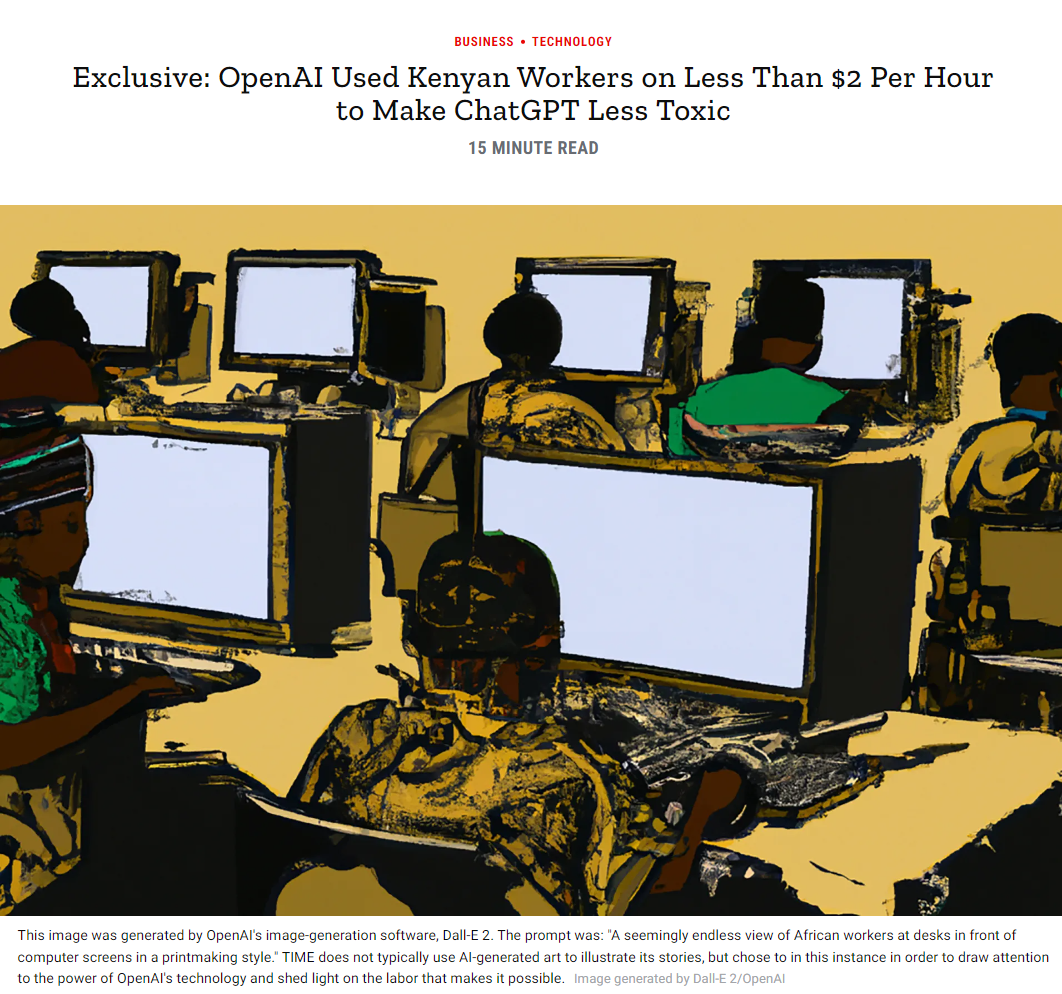 BUSINESS • TECHNOLOGY
Exclusive: OpenAI Used Kenyan Workers on Less Than $2 Per Hour
to Make ChatGPT Less Toxic
15 MINUTE READ
This image was generated by OpenAI's image-generation software, Dall-E 2. The prompt was: "A seemingly endless view of African workers at desks in front of
computer screens in a printmaking style." TIME does not typically use AI-generated art to illustrate its stories, but chose to in this instance in order to draw attention
to the power of OpenAI's technology and shed light on the labor that makes it possible. Image generated by Dall-E 2/OpenAI